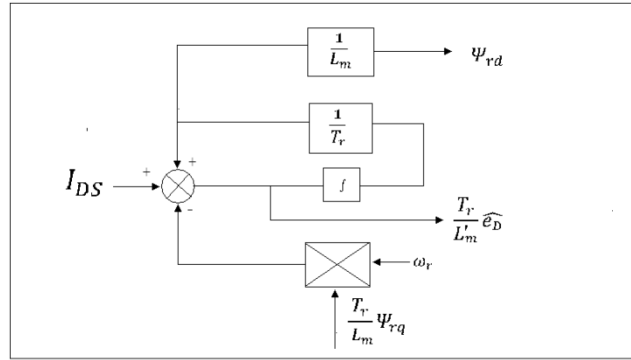 1/L_m
Ψ_rd
1/T_r
+ +
I_DS
∫
-
T_r/L'_m ê_D
ω_r
T_r/L_m Ψ_rq